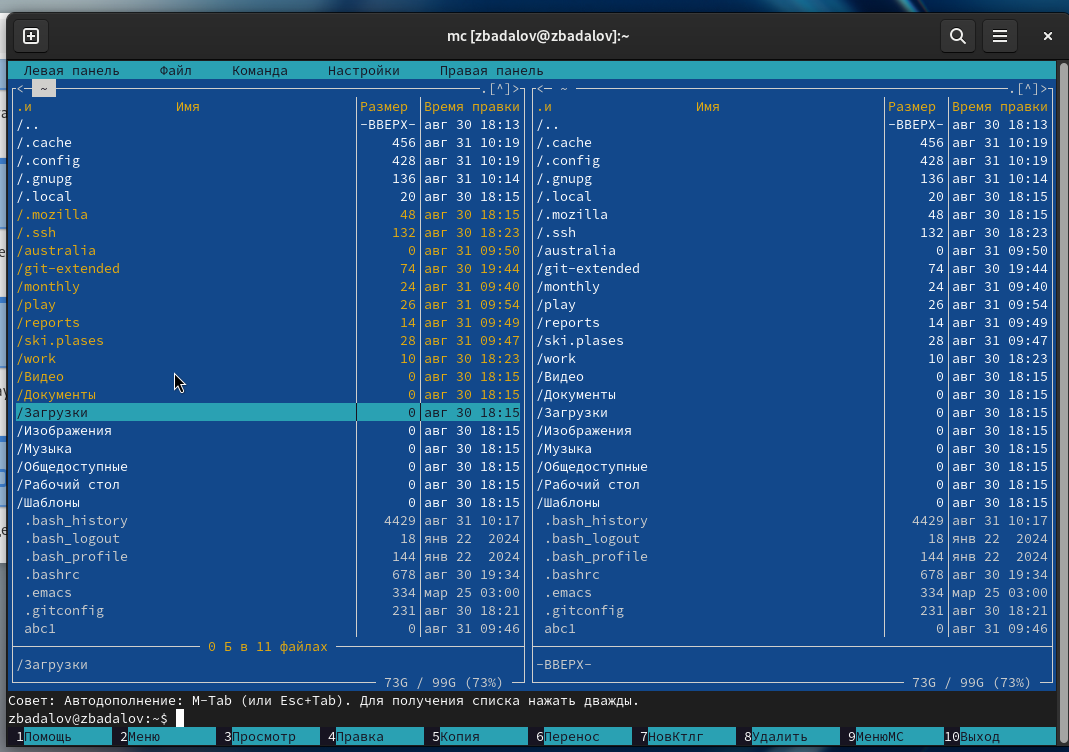 mc [zbadalov@zbadalov]:~
Левая панель Файл Команда Настройки Правая панель
<─ ~ .[^]> <─ ~ .[^]>
.и Имя Размер Время правки .и Имя Размер Время правки
/.. -ВВЕРХ- авг 30 18:13 /.. -ВВЕРХ- авг 30 18:13
/.cache 456 авг 31 10:19 /.cache 456 авг 31 10:19
/.config 428 авг 31 10:19 /.config 428 авг 31 10:19
/.gnupg 136 авг 31 10:14 /.gnupg 136 авг 31 10:14
/.local 20 авг 30 18:15 /.local 20 авг 30 18:15
/.mozilla 48 авг 30 18:15 /.mozilla 48 авг 30 18:15
/.ssh 132 авг 30 18:23 /.ssh 132 авг 30 18:23
/australia 0 авг 31 09:50 /australia 0 авг 31 09:50
/git-extended 74 авг 30 19:44 /git-extended 74 авг 30 19:44
/monthly 24 авг 31 09:40 /monthly 24 авг 31 09:40
/play 26 авг 31 09:54 /play 26 авг 31 09:54
/reports 14 авг 31 09:49 /reports 14 авг 31 09:49
/ski.plases 28 авг 31 09:47 /ski.plases 28 авг 31 09:47
/work 10 авг 30 18:23 /work 10 авг 30 18:23
/Видео 0 авг 30 18:15 /Видео 0 авг 30 18:15
/Документы 0 авг 30 18:15 /Документы 0 авг 30 18:15
/Загрузки 0 авг 30 18:15 /Загрузки 0 авг 30 18:15
/Изображения 0 авг 30 18:15 /Изображения 0 авг 30 18:15
/Музыка 0 авг 30 18:15 /Музыка 0 авг 30 18:15
/Общедоступные 0 авг 30 18:15 /Общедоступные 0 авг 30 18:15
/Рабочий стол 0 авг 30 18:15 /Рабочий стол 0 авг 30 18:15
/Шаблоны 0 авг 30 18:15 /Шаблоны 0 авг 30 18:15
.bash_history 4429 авг 31 10:17 .bash_history 4429 авг 31 10:17
.bash_logout 18 янв 22 2024 .bash_logout 18 янв 22 2024
.bash_profile 144 янв 22 2024 .bash_profile 144 янв 22 2024
.bashrc 678 авг 30 19:34 .bashrc 678 авг 30 19:34
.emacs 334 мар 25 03:00 .emacs 334 мар 25 03:00
.gitconfig 231 авг 30 18:21 .gitconfig 231 авг 30 18:21
abc1 0 авг 31 09:46 abc1 0 авг 31 09:46
0 Б в 11 файлах
/Загрузки -ВВЕРХ-
73G / 99G (73%) 73G / 99G (73%)
Совет: Автодополнение: M-Tab (или Esc+Tab). Для получения списка нажать дважды.
zbadalov@zbadalov:~$
1Помощь 2Меню 3Просмотр 4Правка 5Копия 6Перенос 7НовКтлг 8Удалить 9МенюМС 10Выход